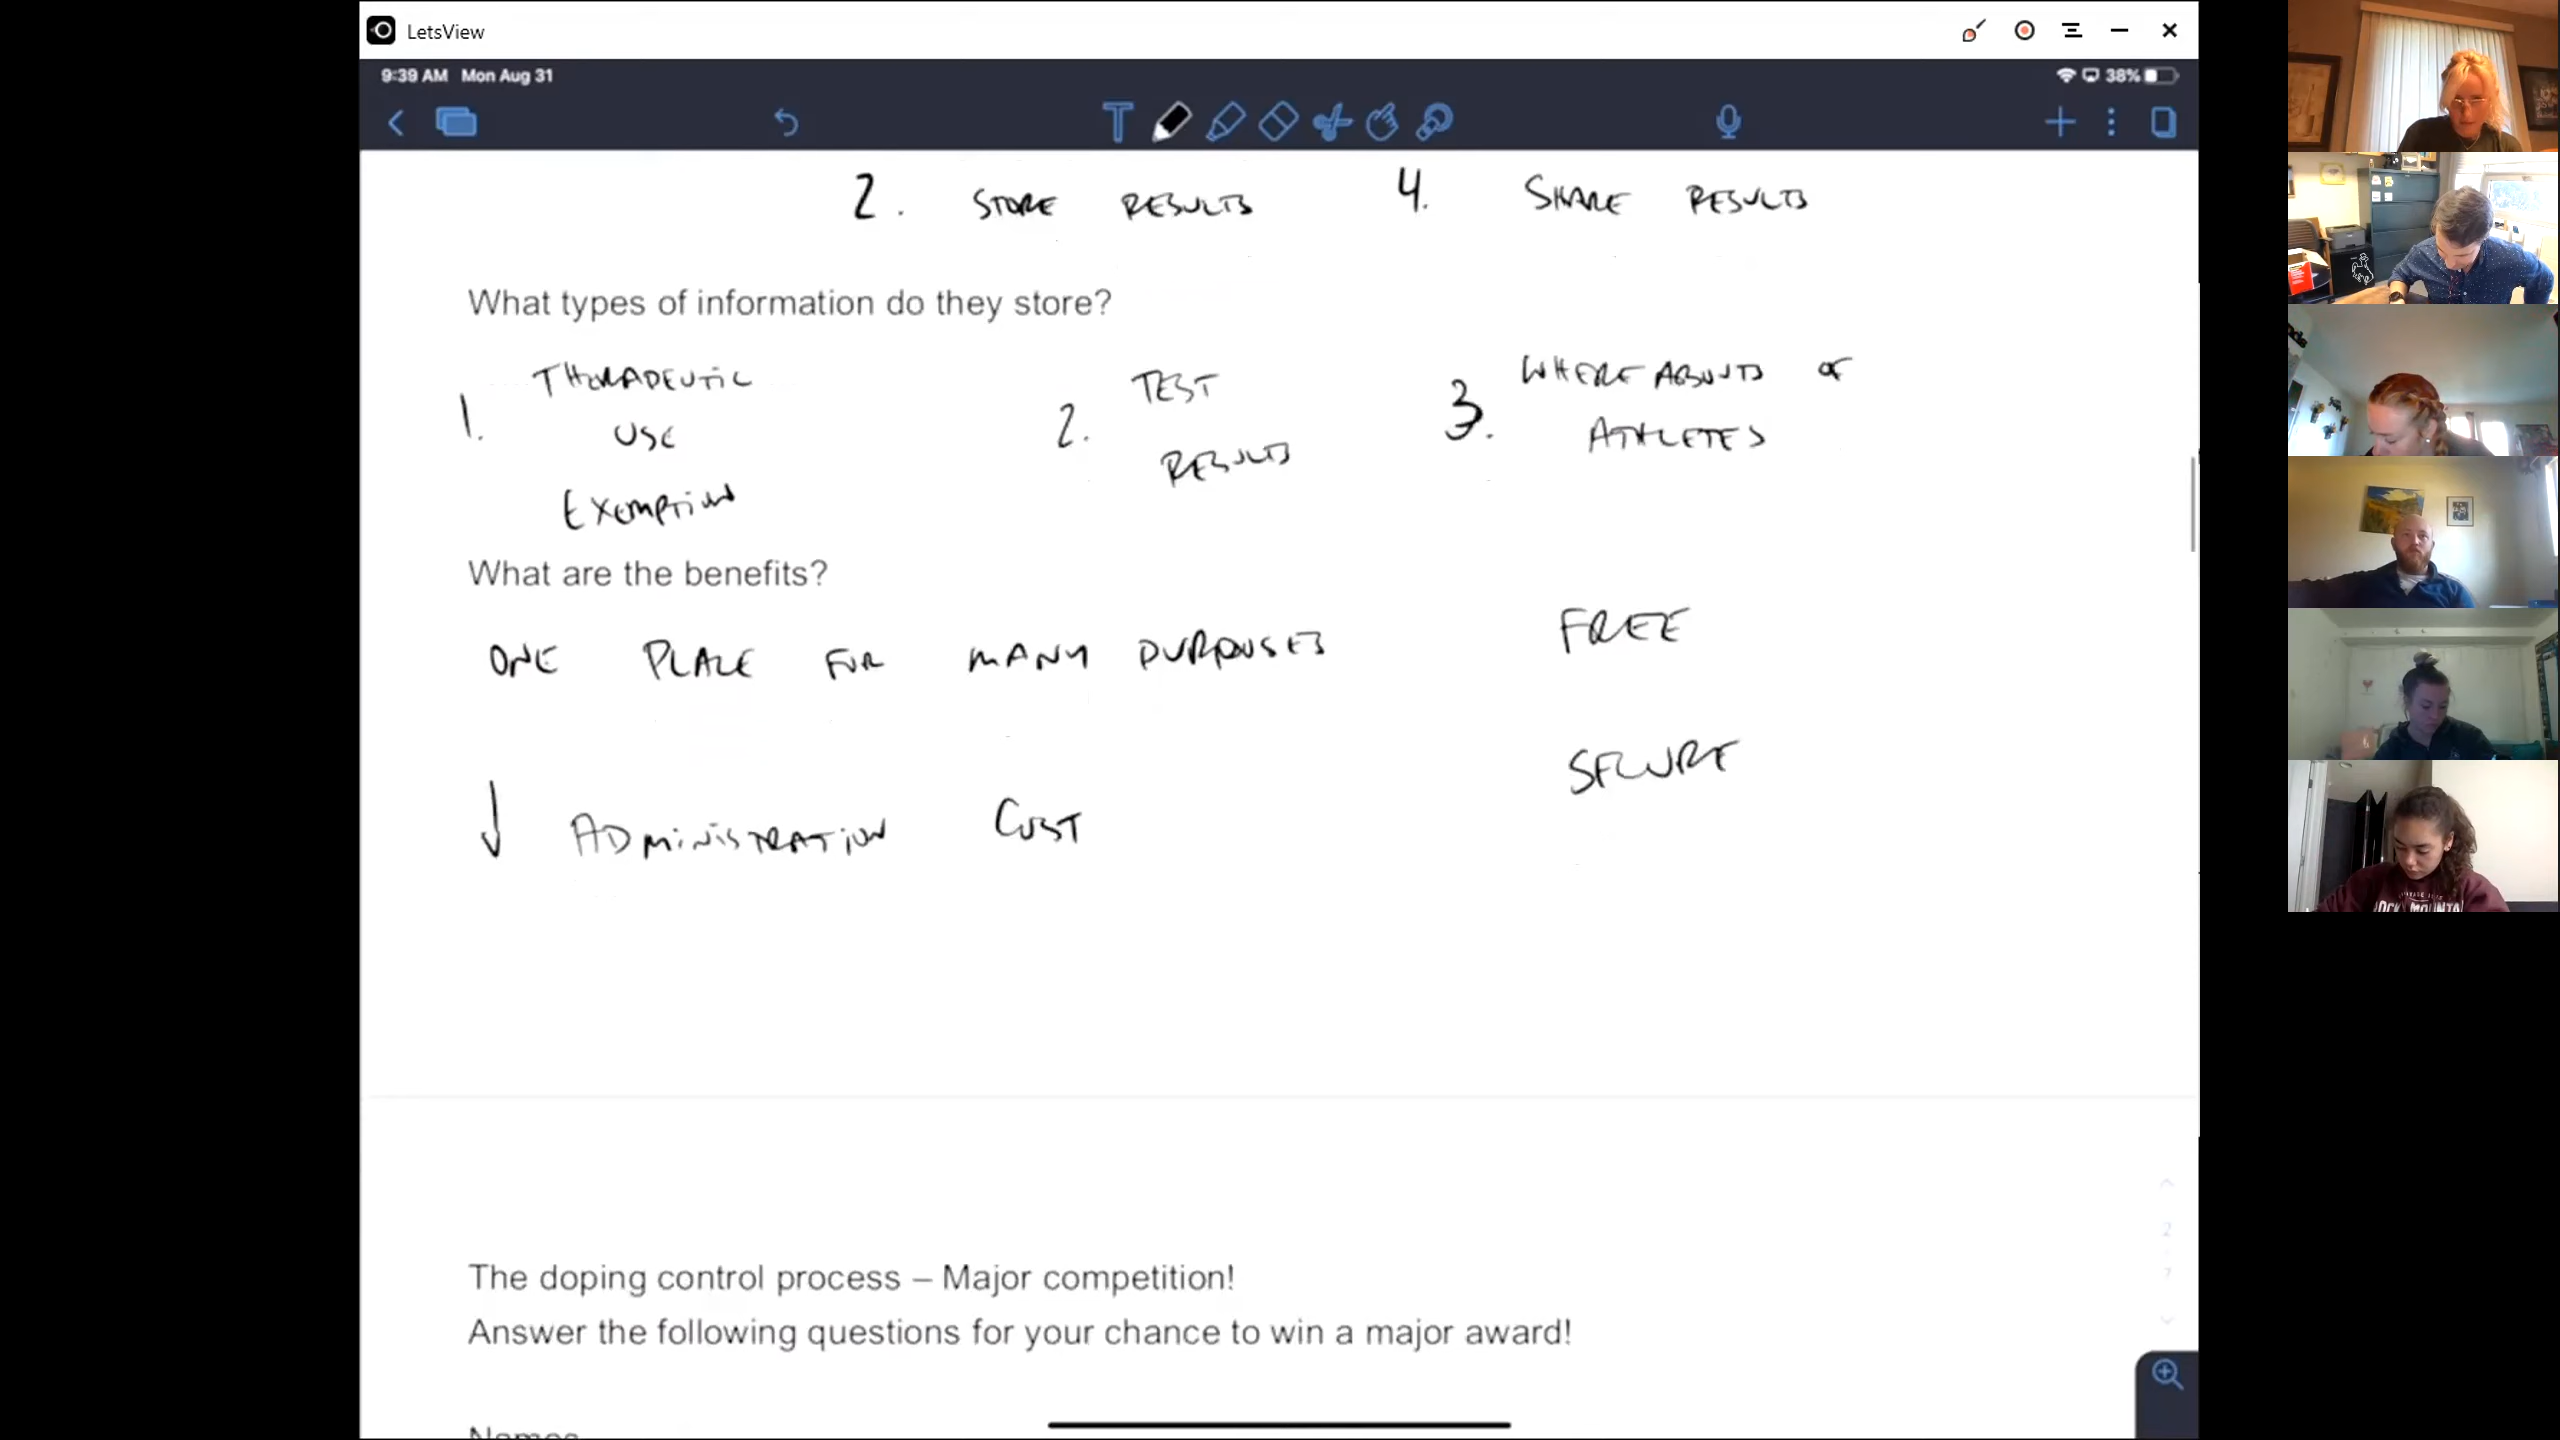 LetsView
9:39 AM Mon Aug 31
38%
2. STORE RESULTS
4. SHARE RESULTS
What types of information do they store?
1. THERAPEUTIC
USE
EXEMPTION
2. TEST
RESULTS
3. WHEREABOUTS OF
ATHLETES
What are the benefits?
ONE PLACE FOR MANY PURPOSES
FREE
↓ ADMINISTRATION COST
SECURE
2
7
The doping control process – Major competition!
Answer the following questions for your chance to win a major award!
Names